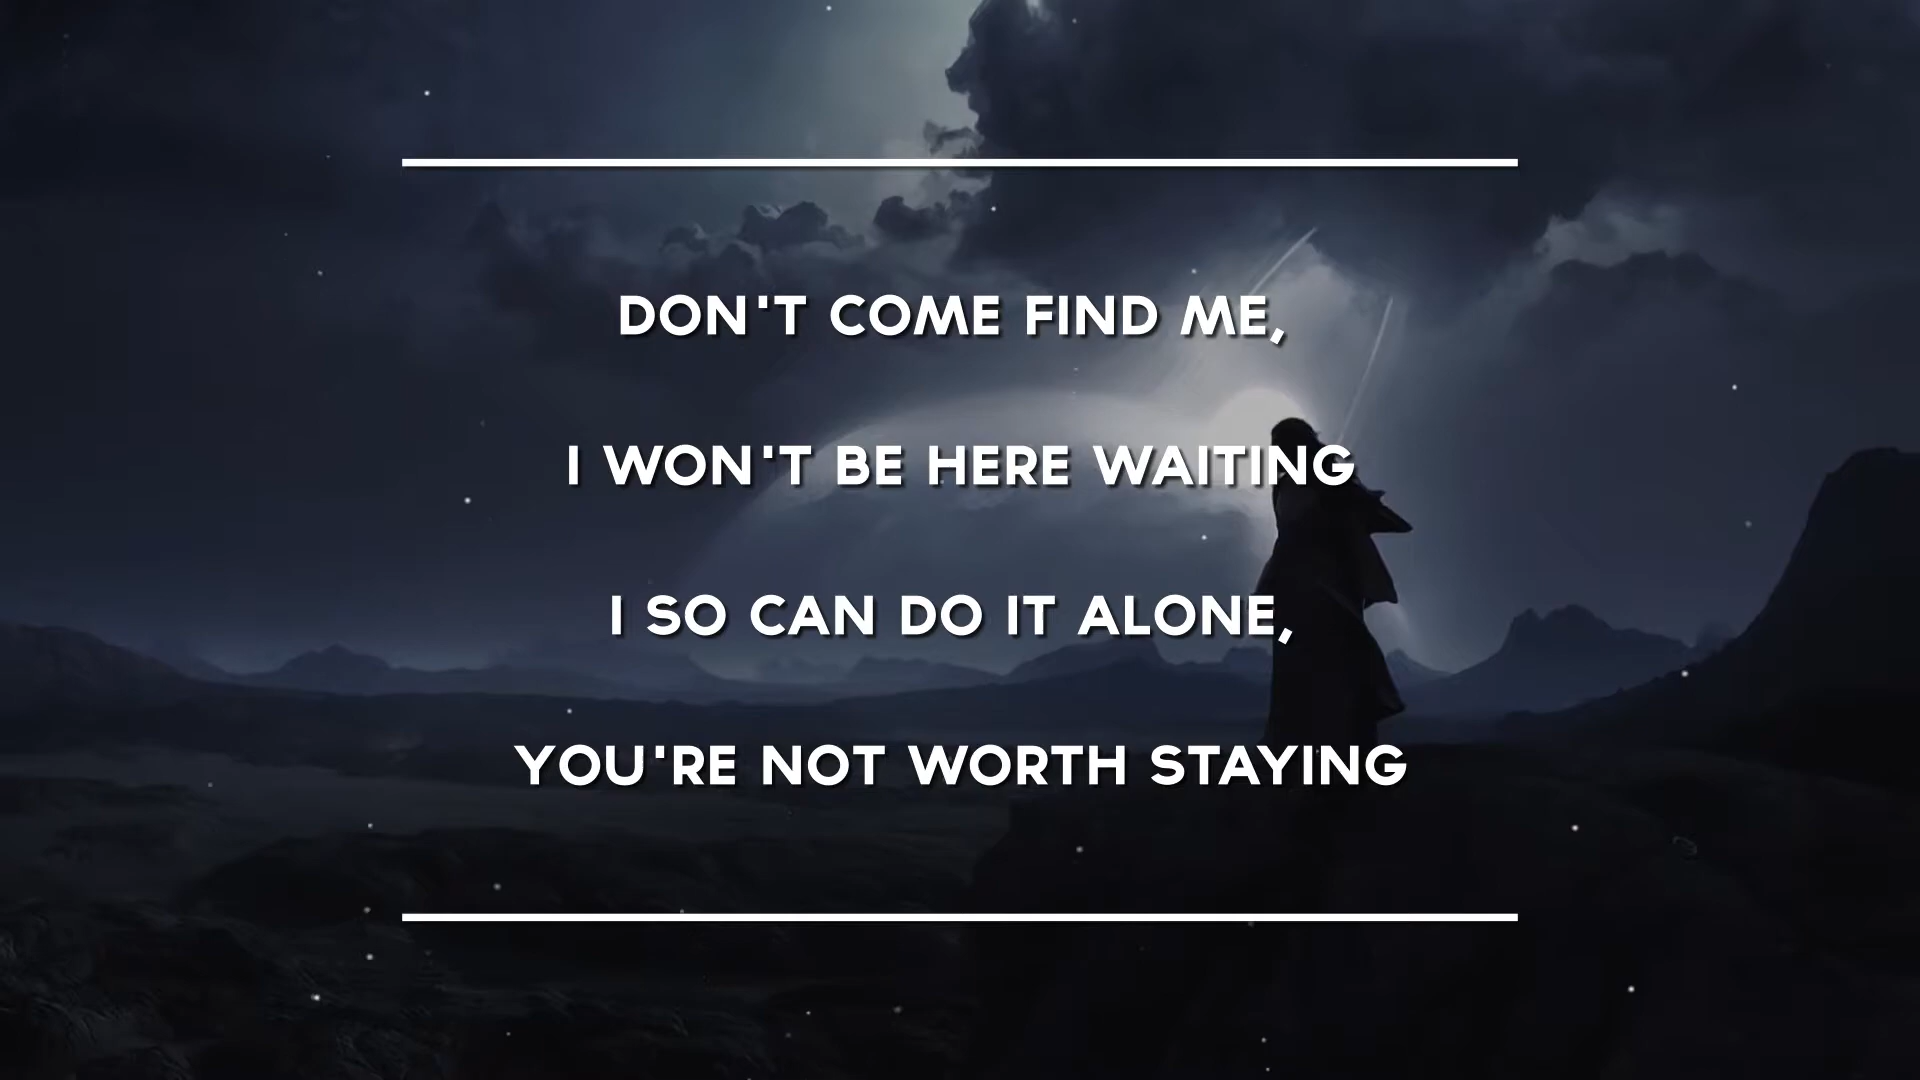 DON'T COME FIND ME,
I WON'T BE HERE WAITING
I SO CAN DO IT ALONE,
YOU'RE NOT WORTH STAYING